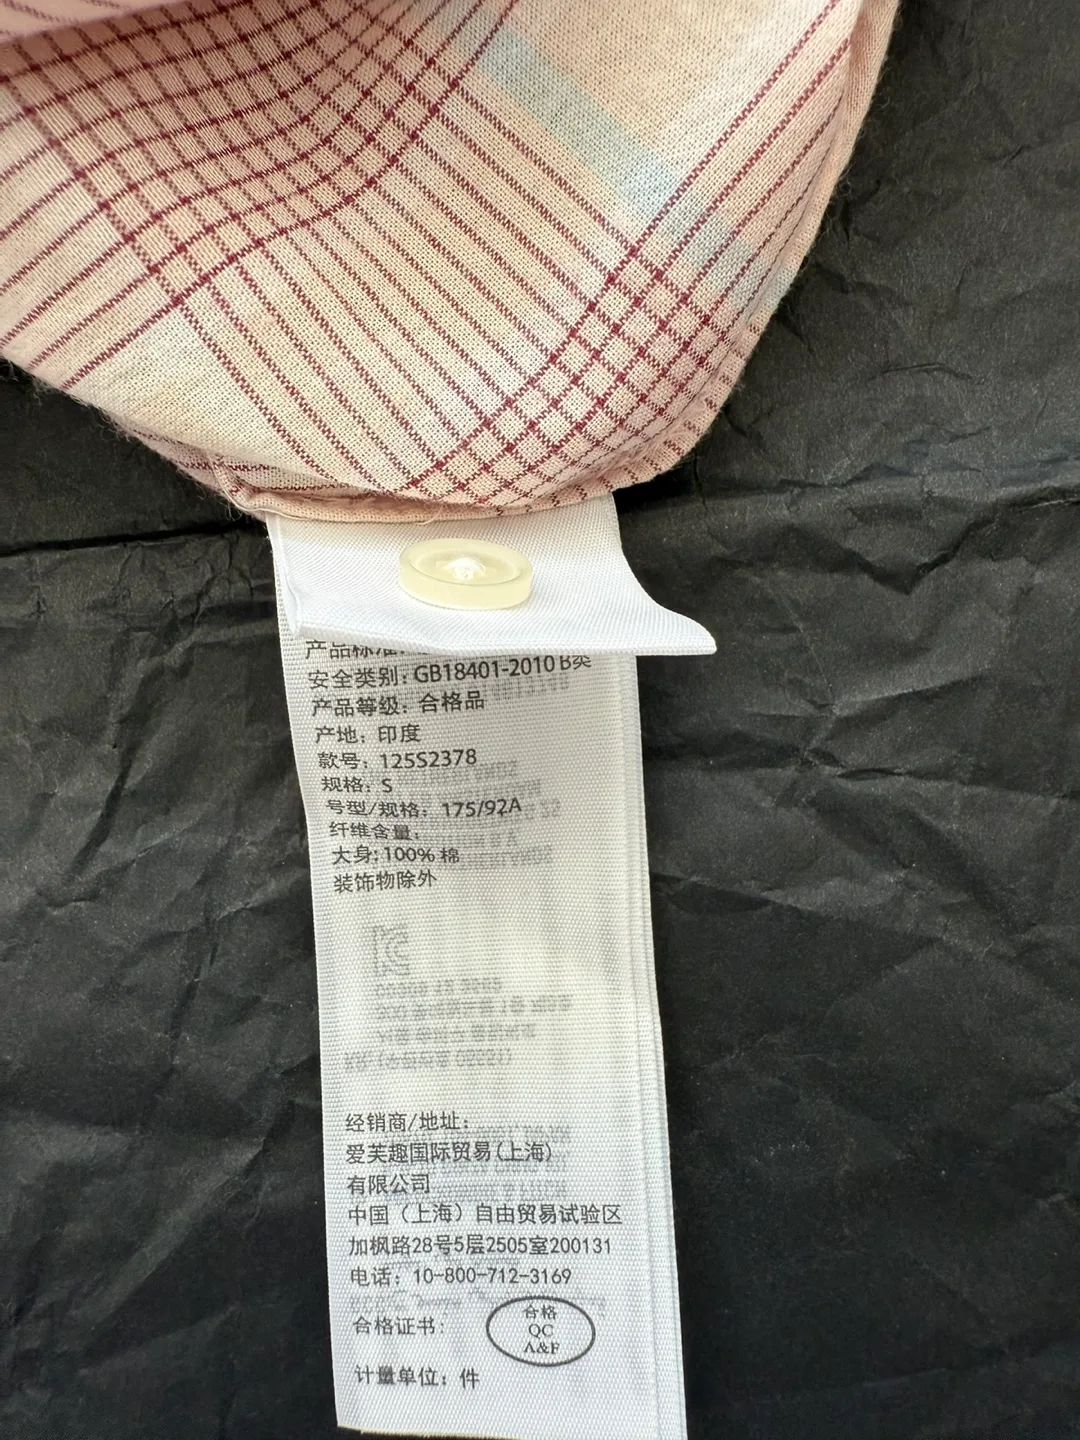 产品标准:
安全类别: GB18401-2010 B类
产品等级: 合格品
产地: 印度
款号: 125S2378
规格: S
号型/规格: 175/92A
纤维含量:
大身: 100% 棉
装饰物除外
经销商/地址:
爱芙趣国际贸易(上海)
有限公司
中国（上海）自由贸易试验区
加枫路28号5层2505室200131
电话: 10-800-712-3169
合格证书:
合格
QC
A&F
计量单位: 件